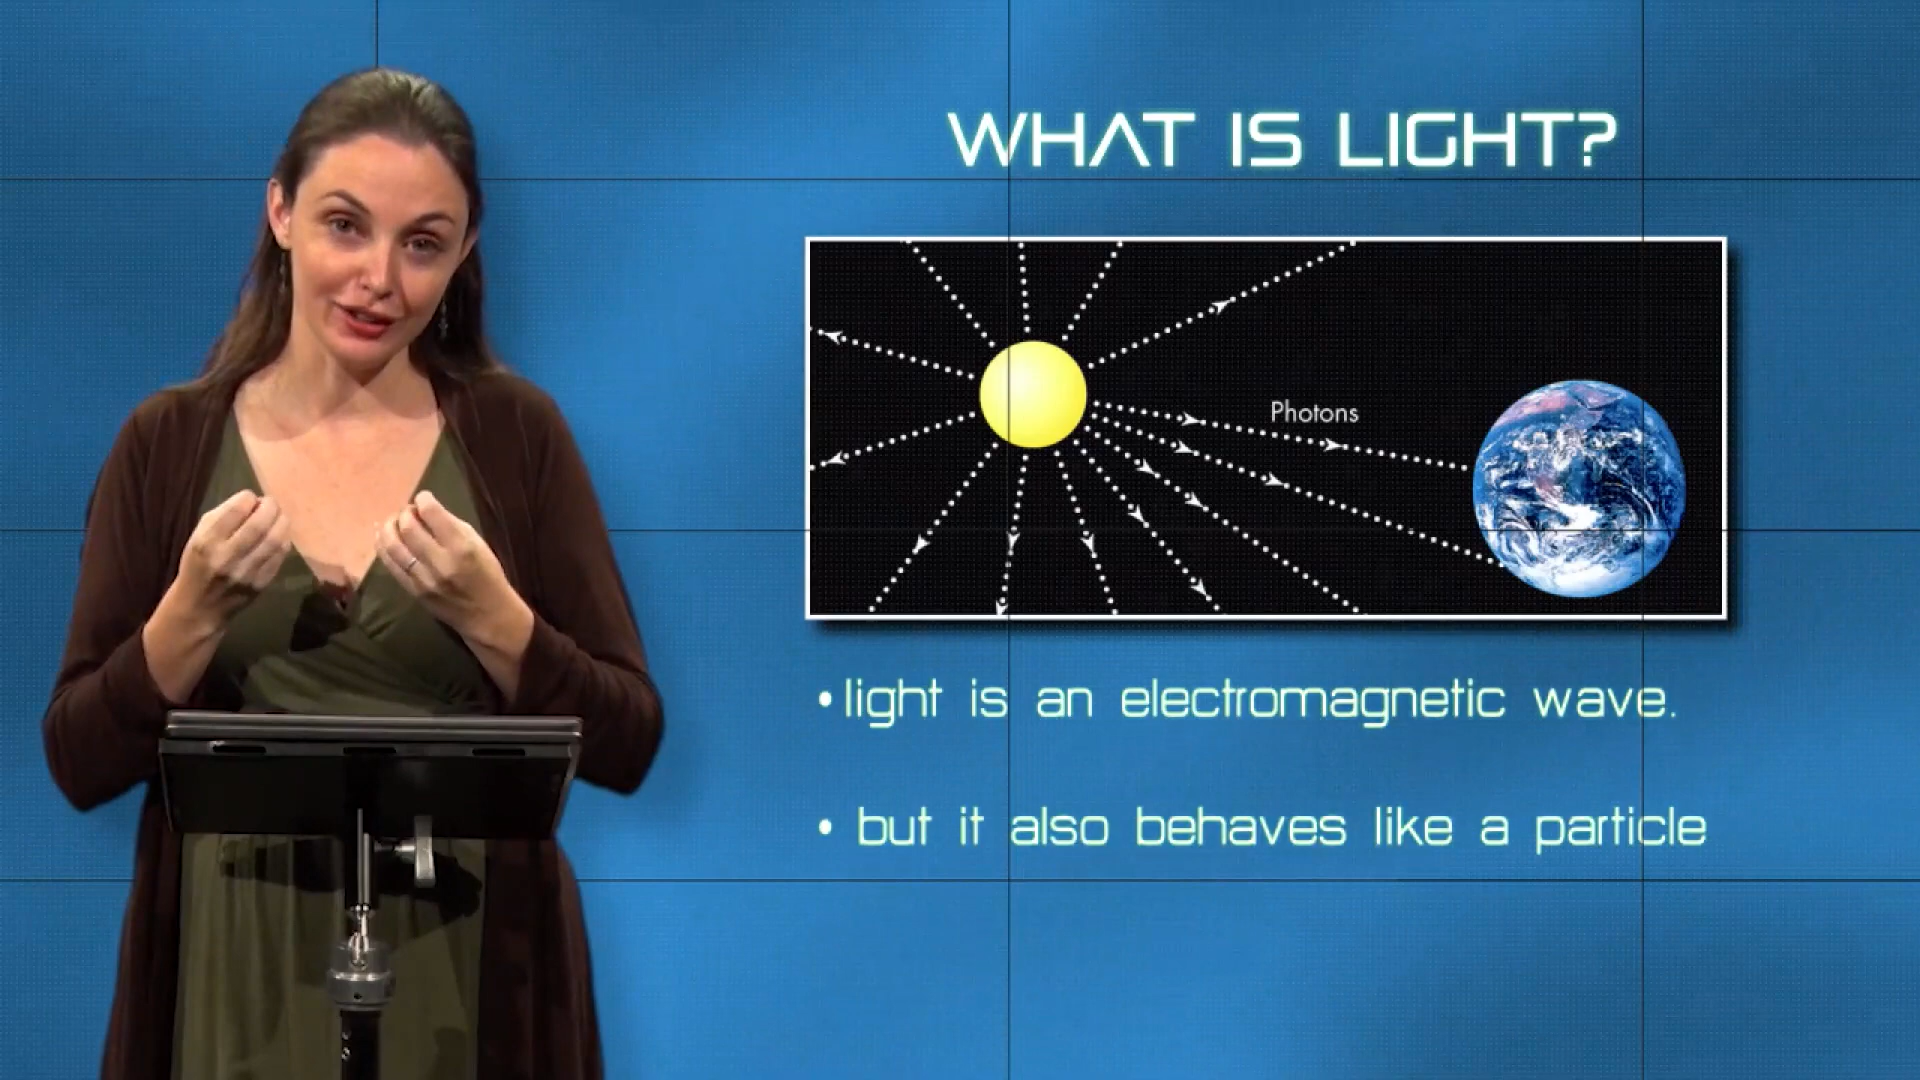 WHAT IS LIGHT?
Photons
• light is an electromagnetic wave.
• but it also behaves like a particle